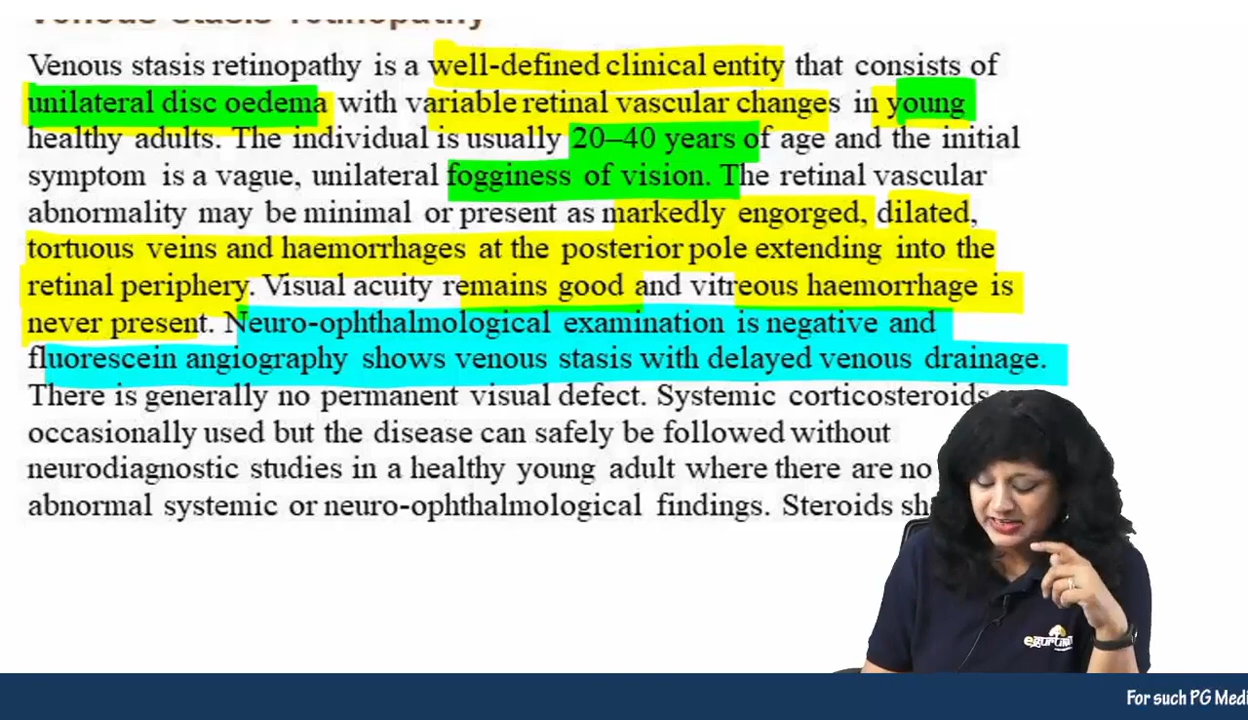 Venous stasis retinopathy
Venous stasis retinopathy is a well-defined clinical entity that consists of
unilateral disc oedema with variable retinal vascular changes in young
healthy adults. The individual is usually 20–40 years of age and the initial
symptom is a vague, unilateral fogginess of vision. The retinal vascular
abnormality may be minimal or present as markedly engorged, dilated,
tortuous veins and haemorrhages at the posterior pole extending into the
retinal periphery. Visual acuity remains good and vitreous haemorrhage is
never present. Neuro-ophthalmological examination is negative and
fluorescein angiography shows venous stasis with delayed venous drainage.
There is generally no permanent visual defect. Systemic corticosteroids
occasionally used but the disease can safely be followed without
neurodiagnostic studies in a healthy young adult where there are no
abnormal systemic or neuro-ophthalmological findings. Steroids sh
For such PG Medi